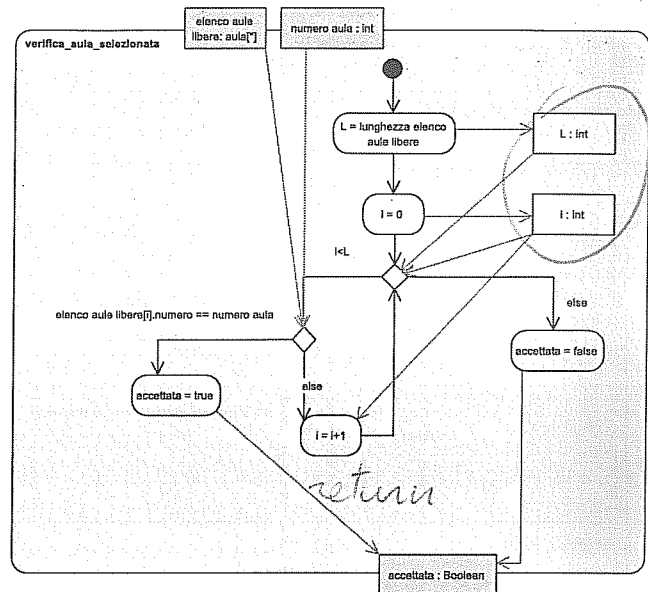 elenco aule
libere: aula[*]
numero aula : int
verifica_aula_selezionata
L = lunghezza elenco
aule libere
L : int
i = 0
i : int
i<L
elenco aule libere[i].numero == numero aula
else
accettata = false
accettata = true
else
i = i+1
return
accettata : Boolean